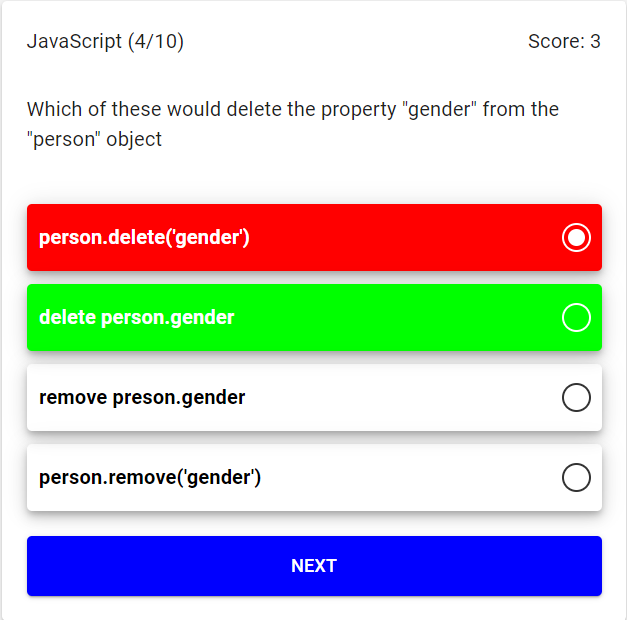 JavaScript (4/10)
Score: 3
Which of these would delete the property "gender" from the
"person" object
person.delete('gender')
delete person.gender
remove preson.gender
person.remove('gender')
NEXT